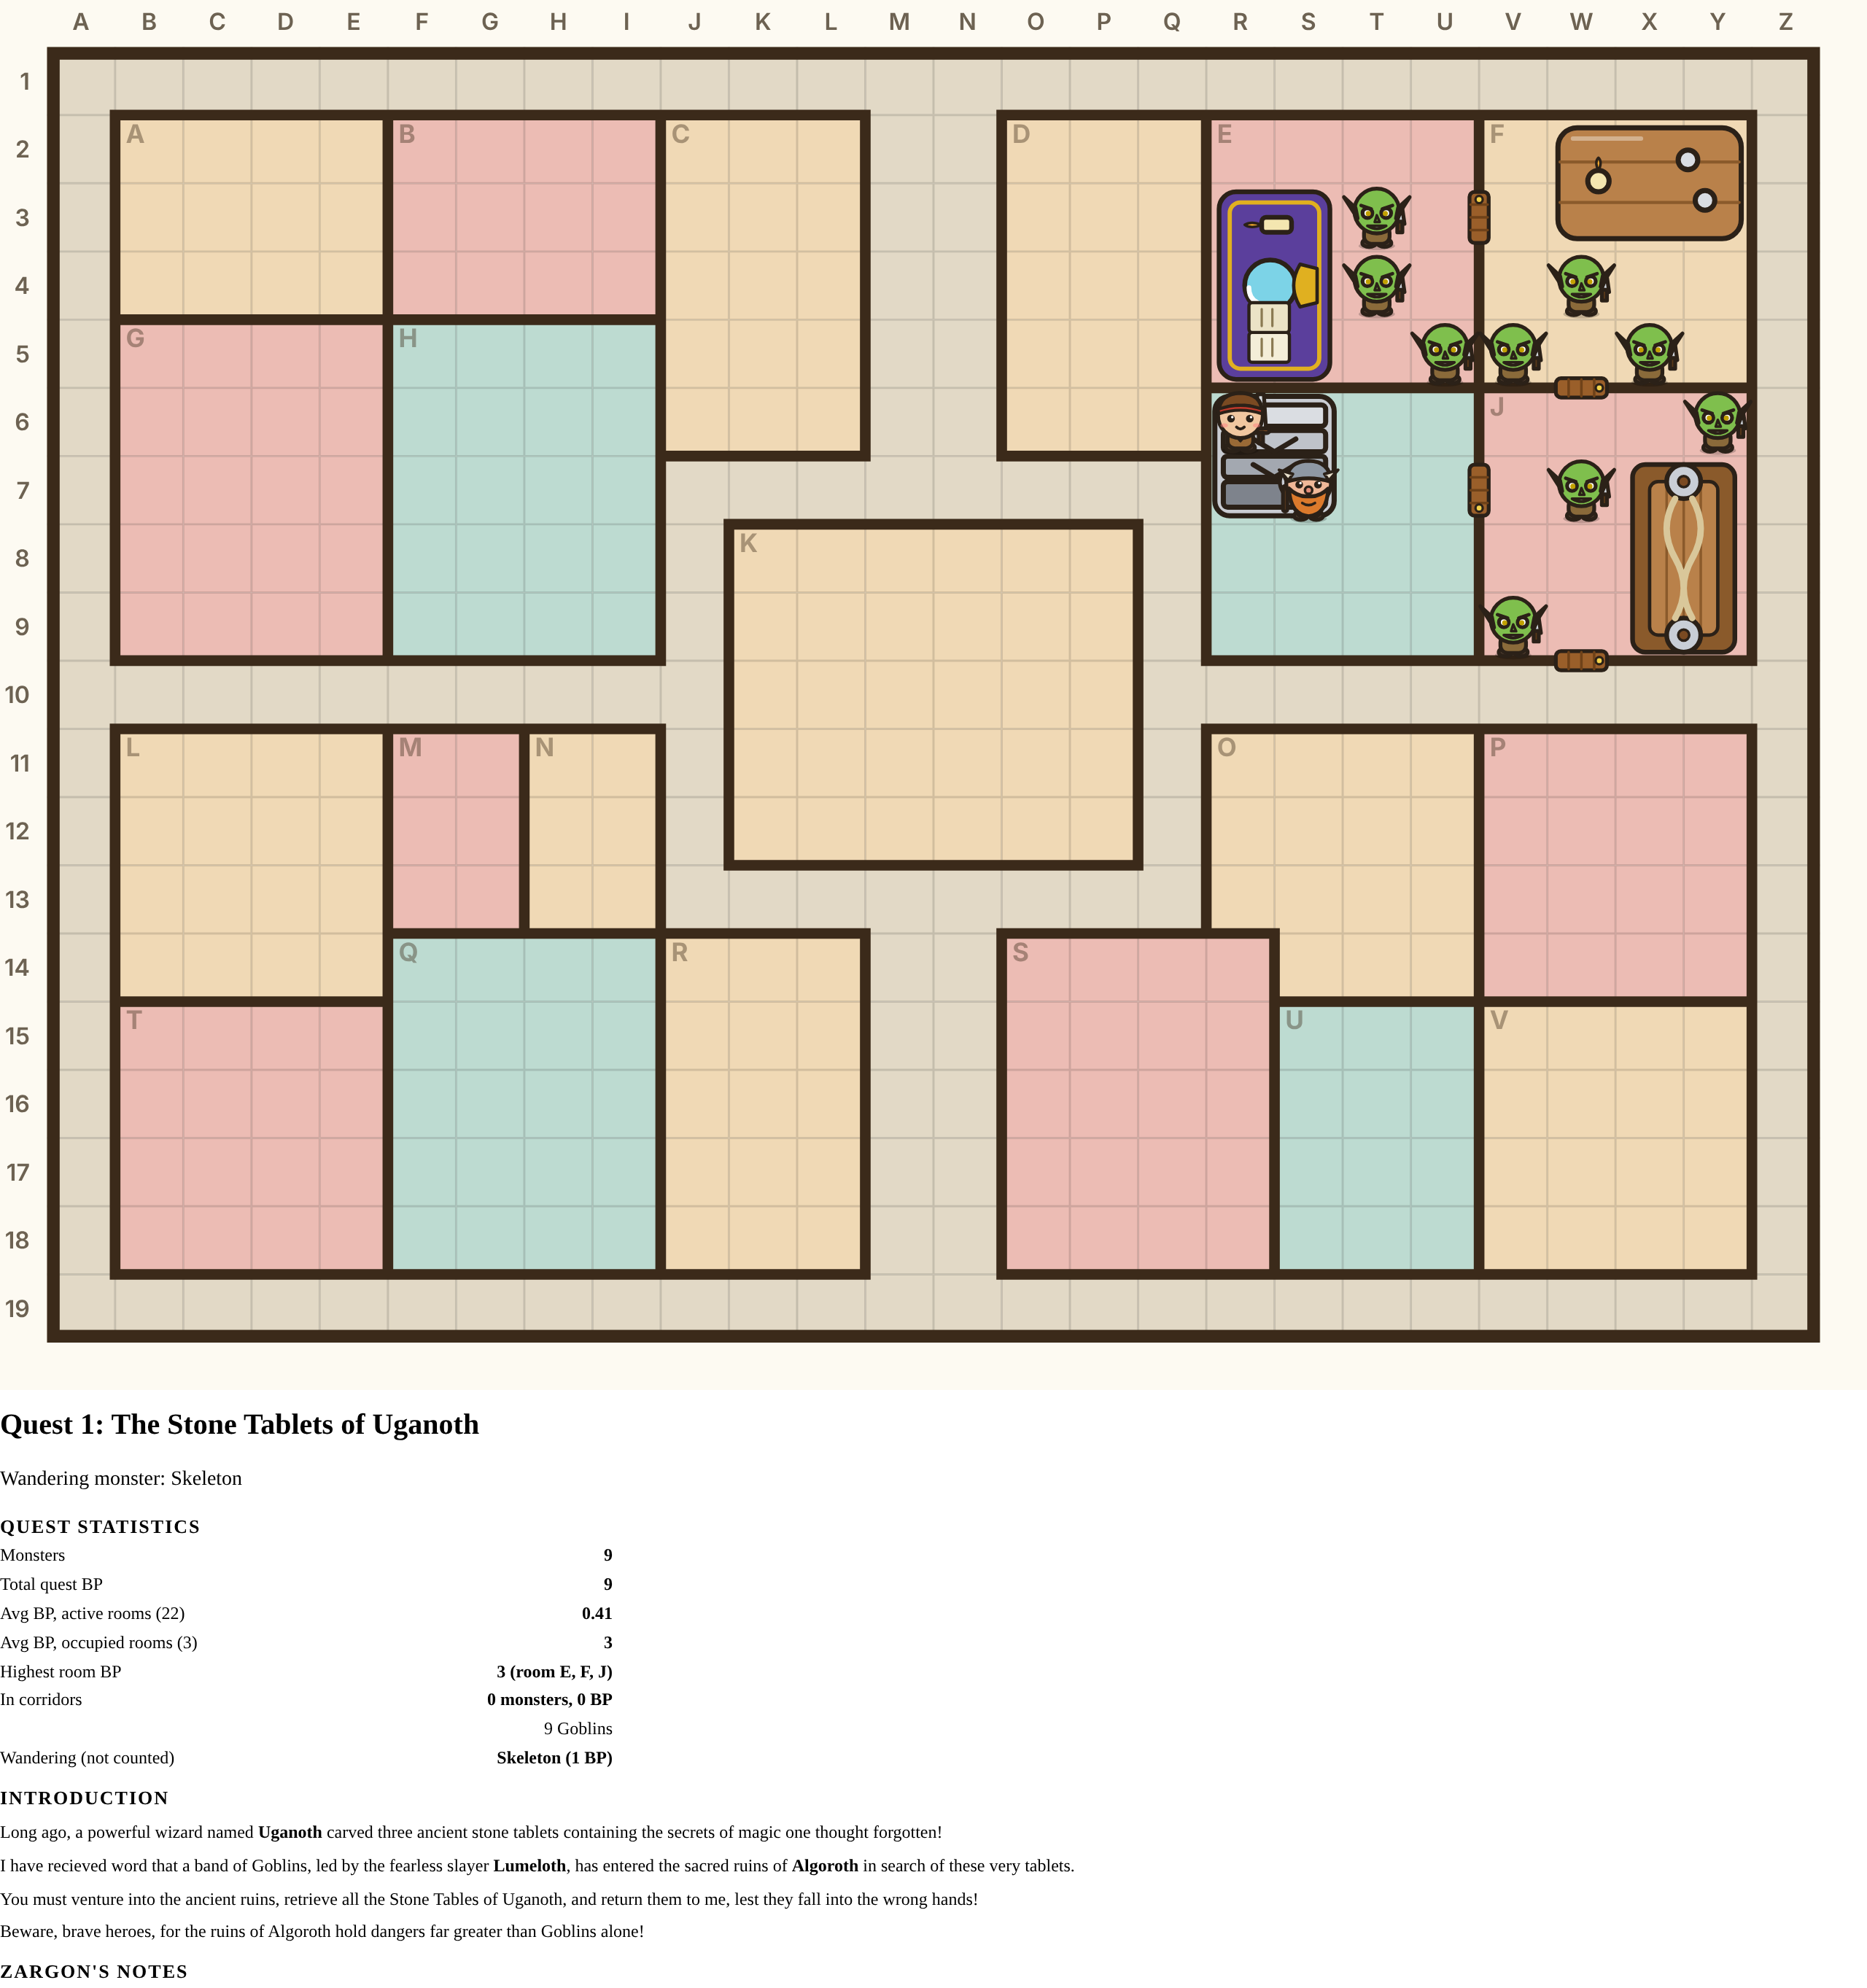 A B C D E F G H I J K L M N O P Q R S T U V W X Y Z
1
A B C D E F
2
3
4
G H
5
J
6
7
K
8
9
10
L M N O P
11
12
13
Q R S
14
T U V
15
16
17
18
19
Quest 1: The Stone Tablets of Uganoth
Wandering monster: Skeleton
QUEST STATISTICS
Monsters 9
Total quest BP 9
Avg BP, active rooms (22) 0.41
Avg BP, occupied rooms (3) 3
Highest room BP 3 (room E, F, J)
In corridors 0 monsters, 0 BP
9 Goblins
Wandering (not counted) Skeleton (1 BP)
INTRODUCTION
Long ago, a powerful wizard named Uganoth carved three ancient stone tablets containing the secrets of magic one thought forgotten!
I have recieved word that a band of Goblins, led by the fearless slayer Lumeloth, has entered the sacred ruins of Algoroth in search of these very tablets.
You must venture into the ancient ruins, retrieve all the Stone Tables of Uganoth, and return them to me, lest they fall into the wrong hands!
Beware, brave heroes, for the ruins of Algoroth hold dangers far greater than Goblins alone!
ZARGON'S NOTES